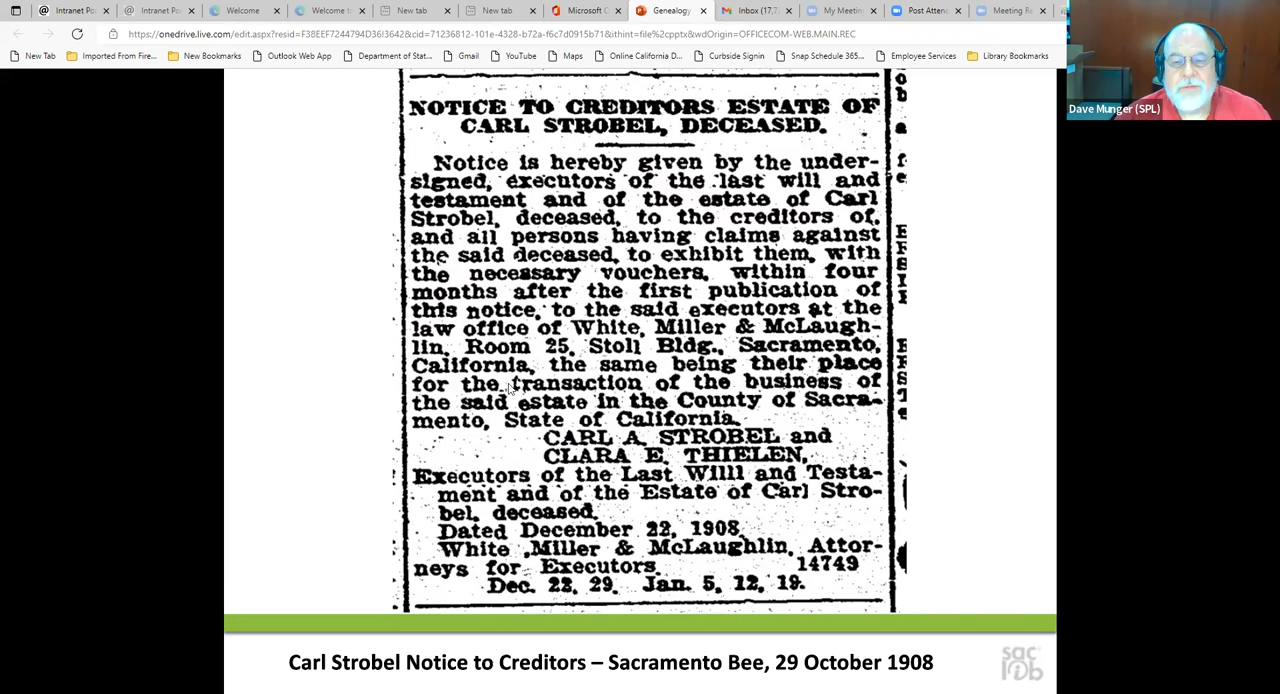 Intranet Po
Intranet Po
Welcome
Welcome t
New tab
New tab
Microsoft C
Genealogy
Inbox (17,7
My Meetin
Post Attend
Meeting Re
https://onedrive.live.com/edit.aspx?resid=F38EEF7244794D36!3642&cid=71236812-101e-4328-b72a-f6c7d0915b71&ithint=file%2cpptx&wdOrigin=OFFICECOM-WEB.MAIN.REC
New Tab
Imported From Fire...
New Bookmarks
Outlook Web App
Department of Stat...
Gmail
YouTube
Maps
Online California D...
Curbside Signin
Snap Schedule 365...
Employee Services
Library Bookmarks
Dave Munger (SPL)
NOTICE TO CREDITORS ESTATE OF
CARL STROBEL, DECEASED.
Notice is hereby given by the under-
signed, executors of the last will and
testament and of the estate of Carl
Strobel, deceased, to the creditors of,
and all persons having claims against
the said deceased, to exhibit them, with
the necessary vouchers, within four
months after the first publication of
this notice, to the said executors at the
law office of White, Miller & McLaugh-
lin, Room 25, Stoll Bldg., Sacramento,
California, the same being their place
for the transaction of the business of
the said estate in the County of Sacra-
mento, State of California.
CARL A. STROBEL and
CLARA E. THIELEN,
Executors of the Last Willl and Testa-
ment and of the Estate of Carl Stro-
bel, deceased.
Dated December 22, 1908.
White ,Miller & McLaughlin, Attor-
neys for Executors. 14749
Dec. 22, 29. Jan. 5, 12, 19.
Carl Strobel Notice to Creditors – Sacramento Bee, 29 October 1908
sac
lib